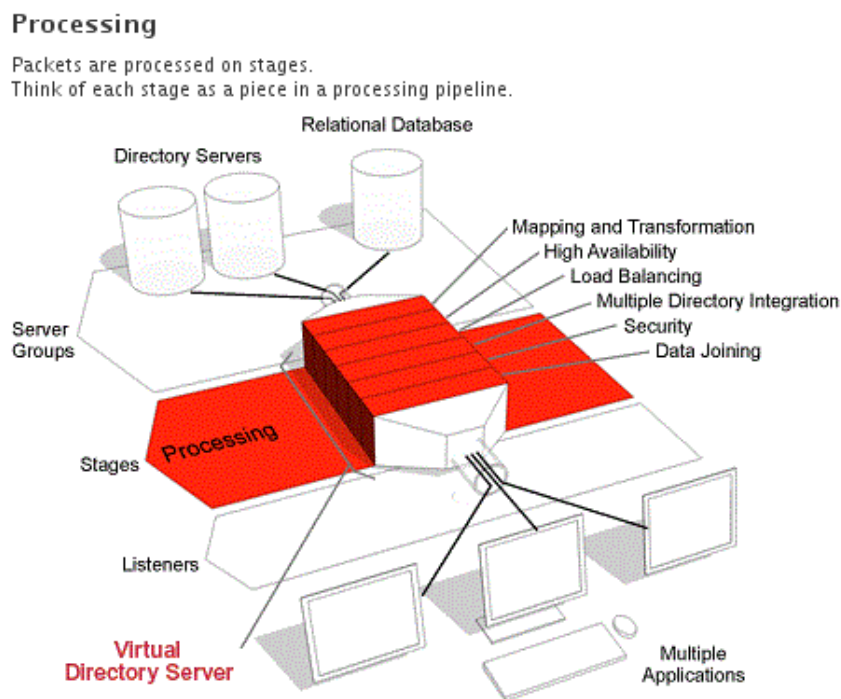 Processing
Packets are processed on stages.
Think of each stage as a piece in a processing pipeline.
Relational Database
Directory Servers
Mapping and Transformation
High Availability
Load Balancing
Multiple Directory Integration
Security
Data Joining
Server
Groups
Processing
Stages
Listeners
Virtual
Directory Server
Multiple
Applications